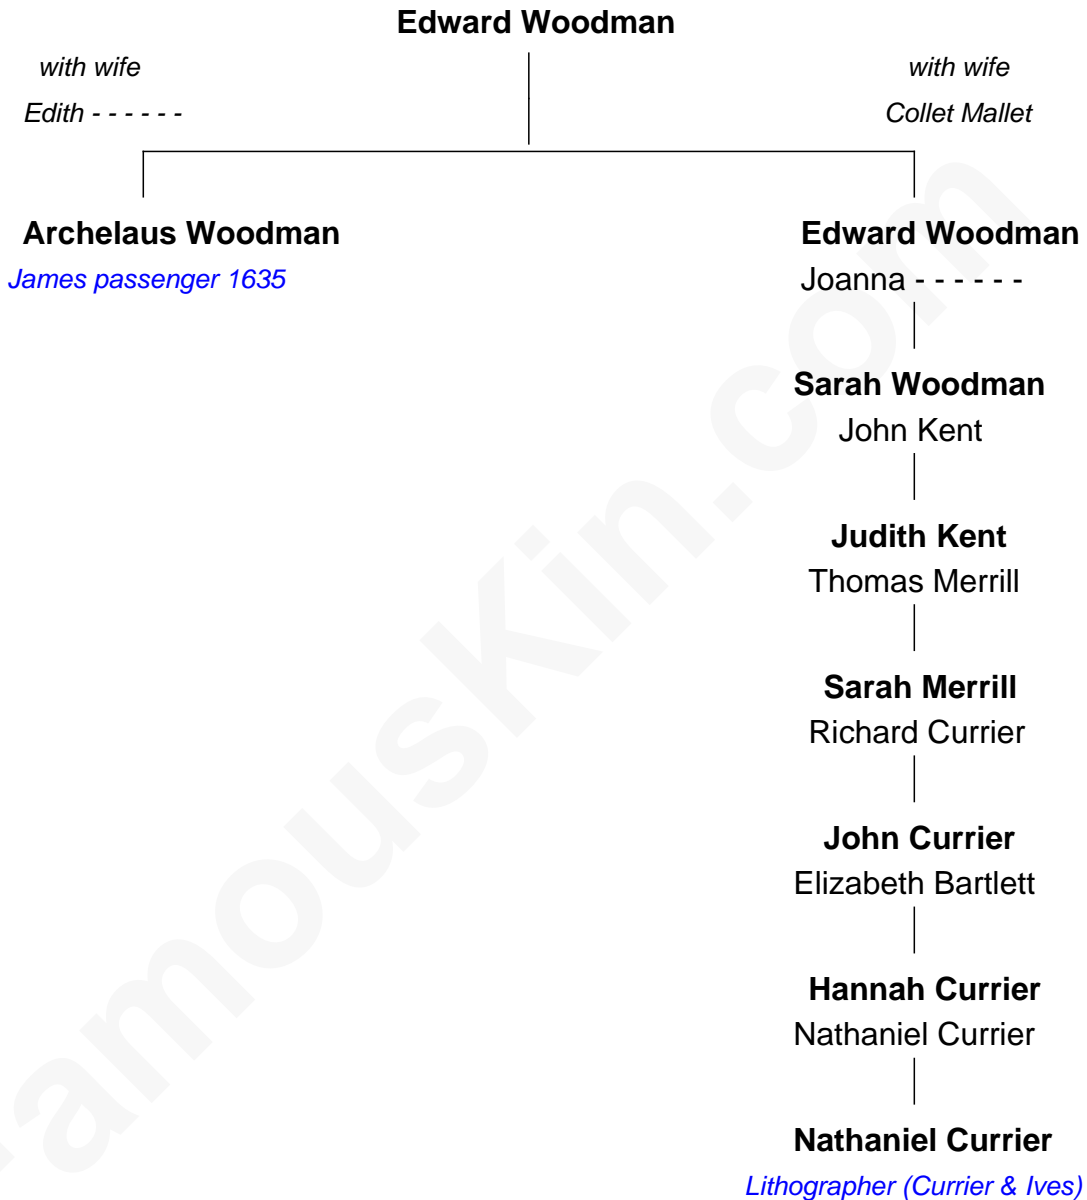 Edward Woodman
with wife
Edith - - - - - -
with wife
Collet Mallet
Archelaus Woodman
James passenger 1635
Edward Woodman
Joanna - - - - - -
Sarah Woodman
John Kent
Judith Kent
Thomas Merrill
Sarah Merrill
Richard Currier
John Currier
Elizabeth Bartlett
Hannah Currier
Nathaniel Currier
Nathaniel Currier
Lithographer (Currier & Ives)
FamousKin.com